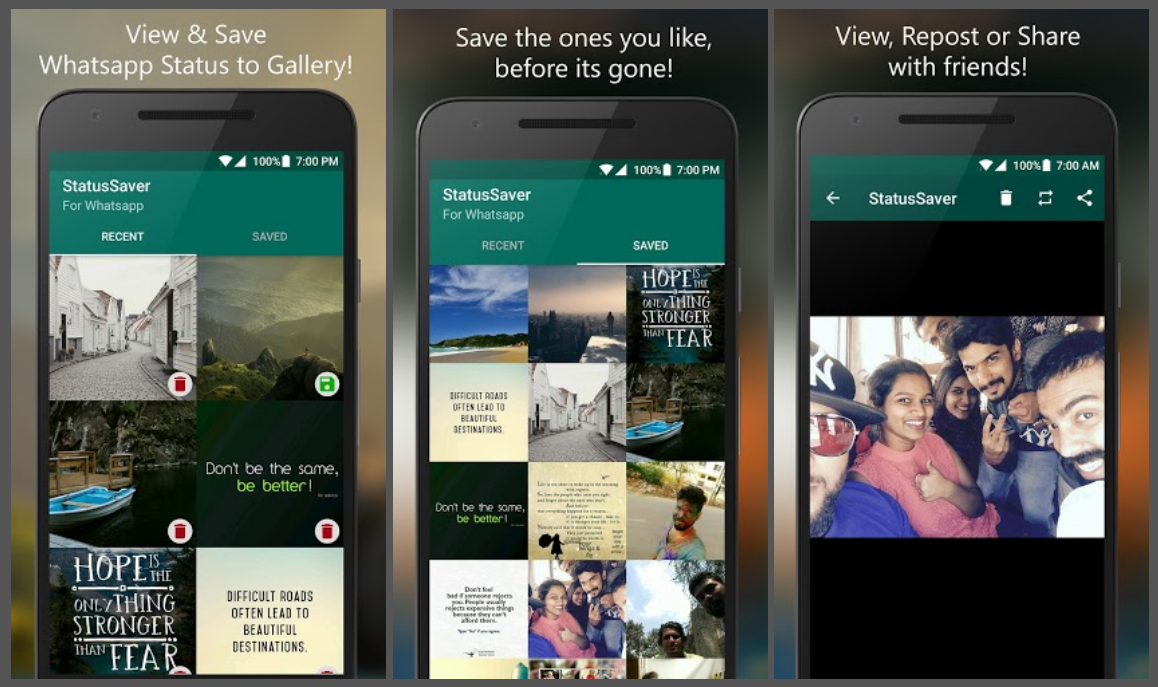 View & Save
Whatsapp Status to Gallery!
100% 7:00 PM
StatusSaver
For Whatsapp
RECENT SAVED
Don't be the same,
be better!
HOPE IS THE
ONLY THING
STRONGER
THAN FEAR
DIFFICULT ROADS
OFTEN LEAD TO
BEAUTIFUL
DESTINATIONS.
Save the ones you like,
before its gone!
100% 7:00 PM
StatusSaver
For Whatsapp
RECENT SAVED
HOPE IS THE
ONLY THING
STRONGER
THAN FEAR
DIFFICULT ROADS
OFTEN LEAD TO
BEAUTIFUL
DESTINATIONS.
Don't be the same,
be better!
Don't feel
bad if someone rejects
you. People usually
rejects expensive things
because they can't
afford them.
Type "Yes" if you agree.
View, Repost or Share
with friends!
100% 7:00 AM
StatusSaver